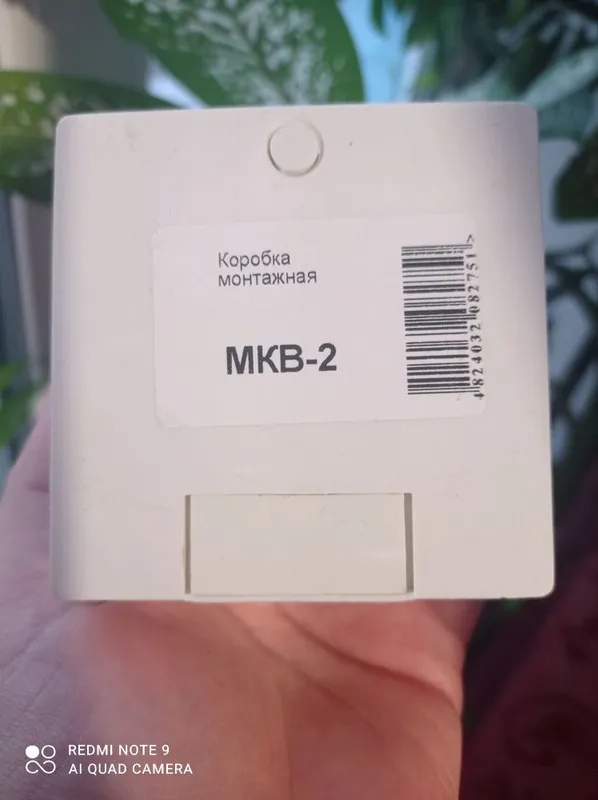 Коробка
монтажная
МКВ-2
4824032082751>
REDMI NOTE 9
AI QUAD CAMERA